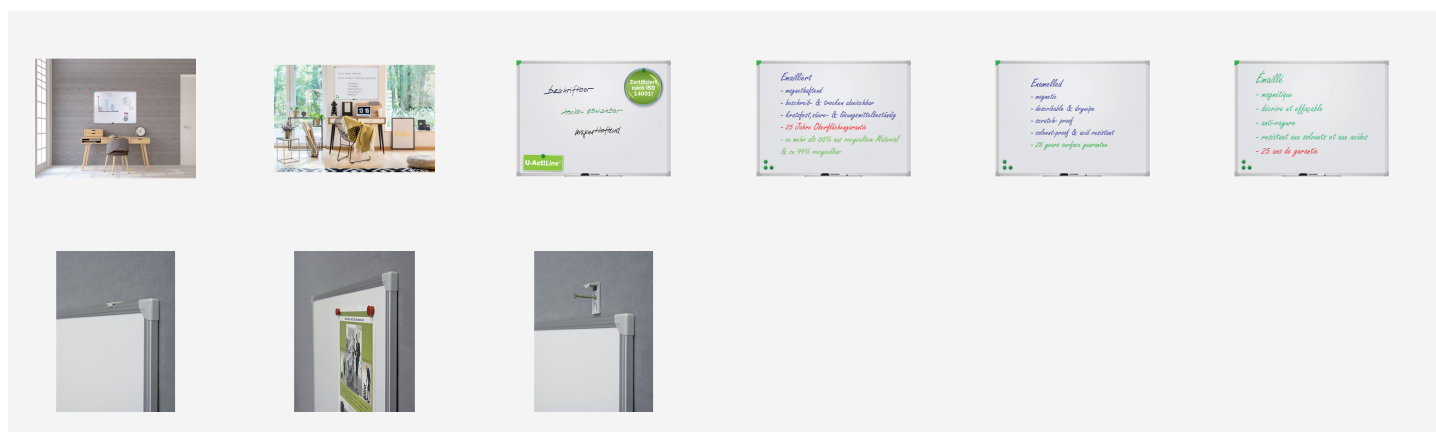 beschriftbar
trocken abwischbar
magnethaftend
Zertifiziert
nach ISO
14001!
U-Act!Line®
Emailliert
- magnethaftend
- beschreib- & trocken abwischbar
- kratzfest, säure- & lösungsmittelbeständig
- 25 Jahre Oberflächengarantie
- zu mehr als 60% aus recyceltem Material
& zu 99% recycelbar
Enamelled
- magnetic
- describable & drywipe
- scratch- proof
- solvent-proof & acid resistant
- 25 years surface guarantee
Émaillé
- magnétique
- décrire et effaçable
- anti-rayure
- résistant aux solvants et aux acides
- 25 ans de garantie